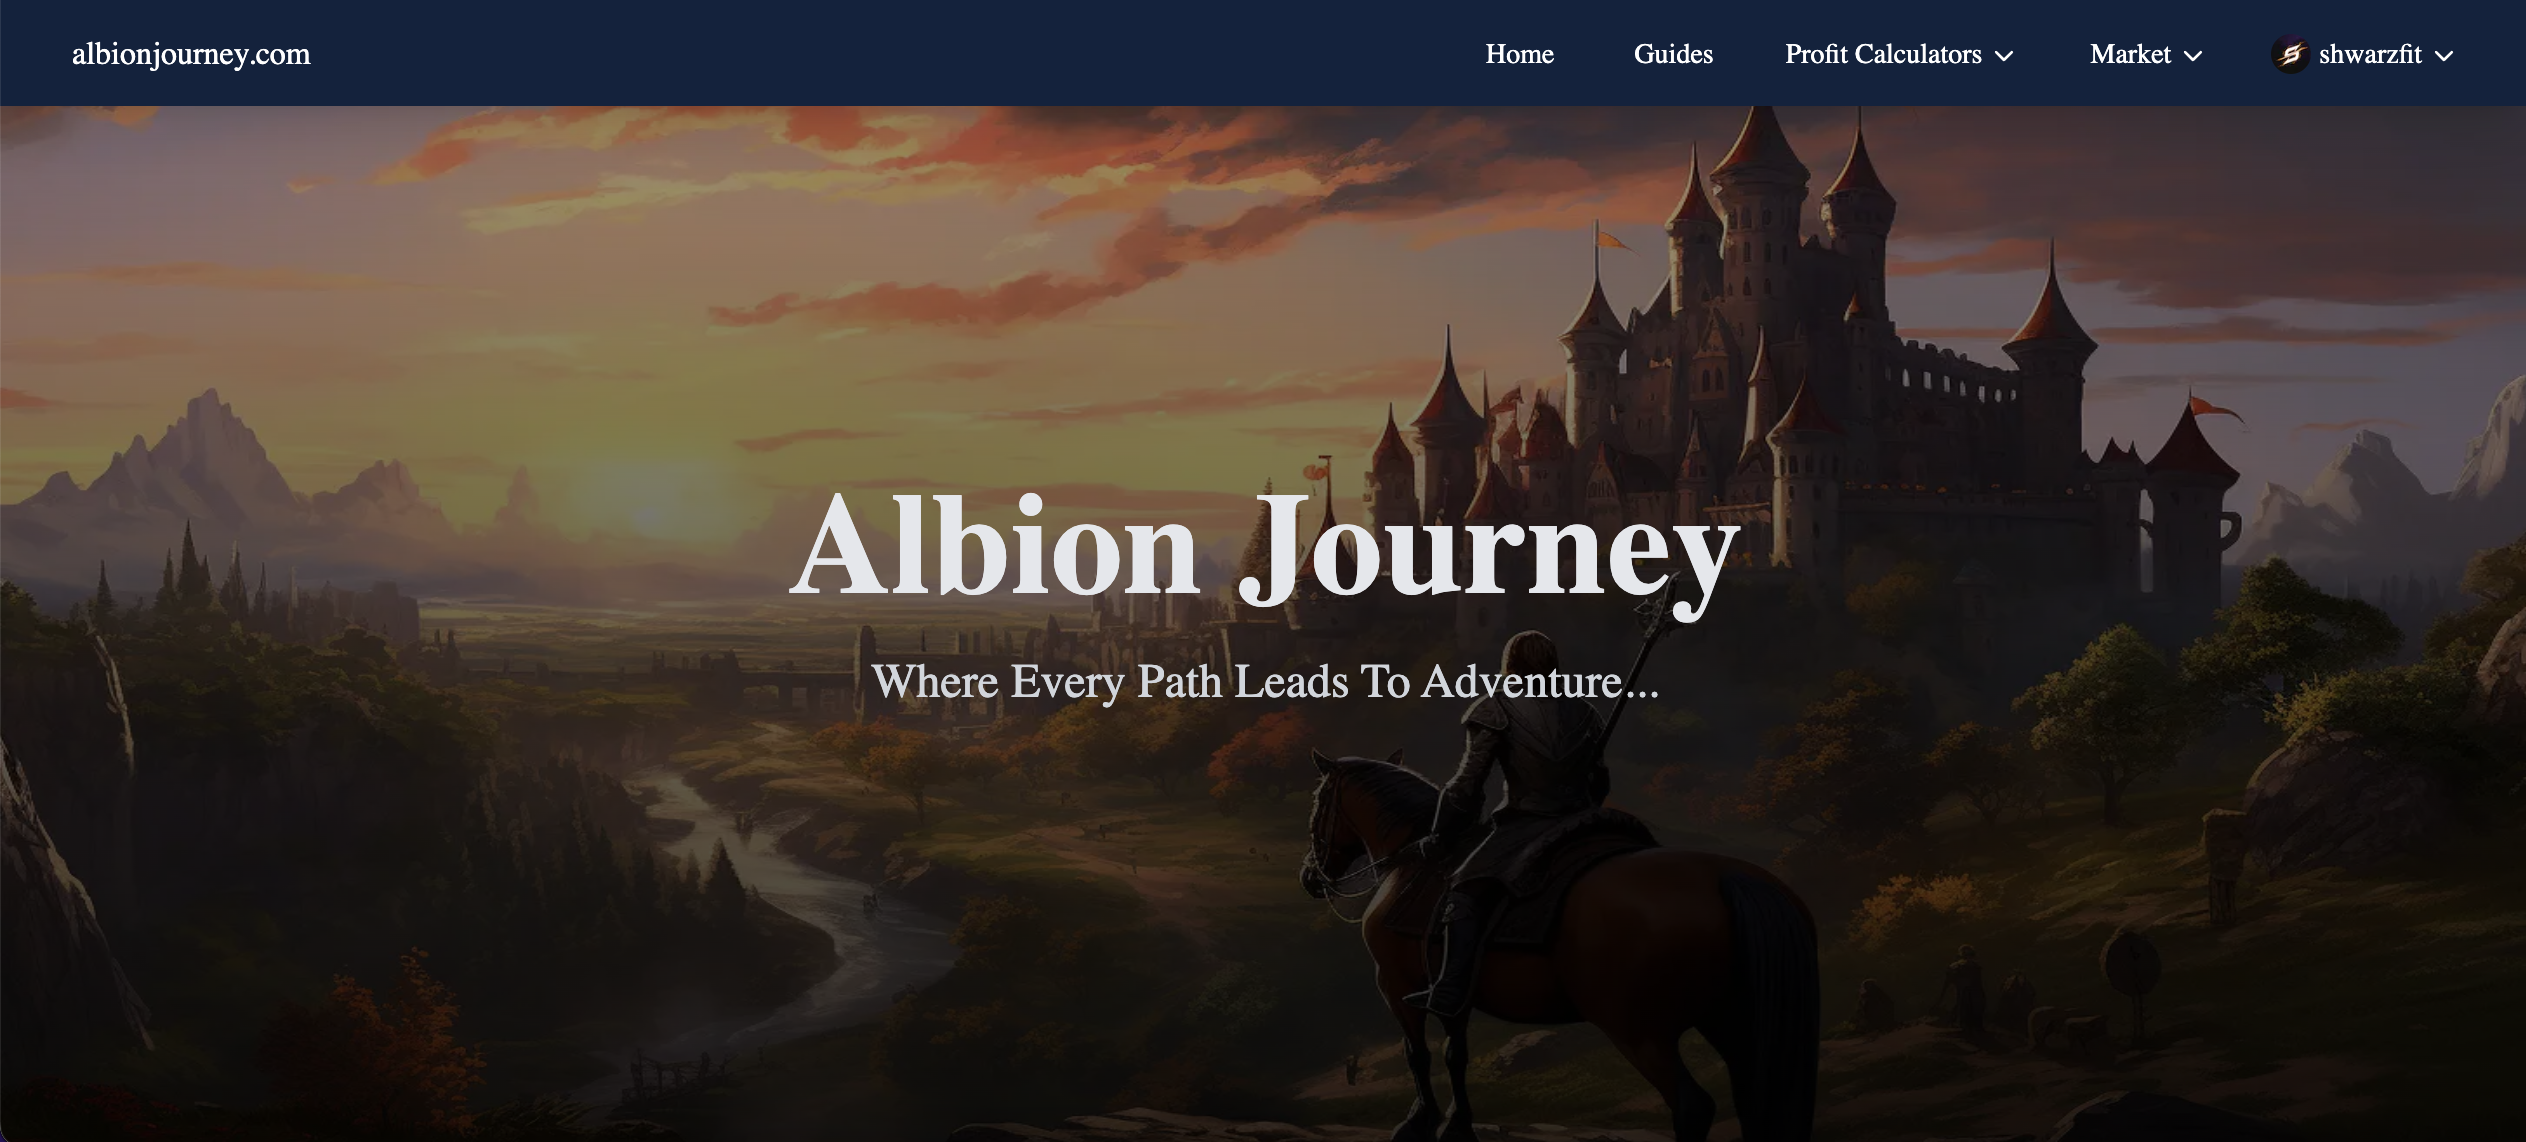 albionjourney.com
Home
Guides
Profit Calculators
Market
shwarzfit
Albion Journey
Where Every Path Leads To Adventure...